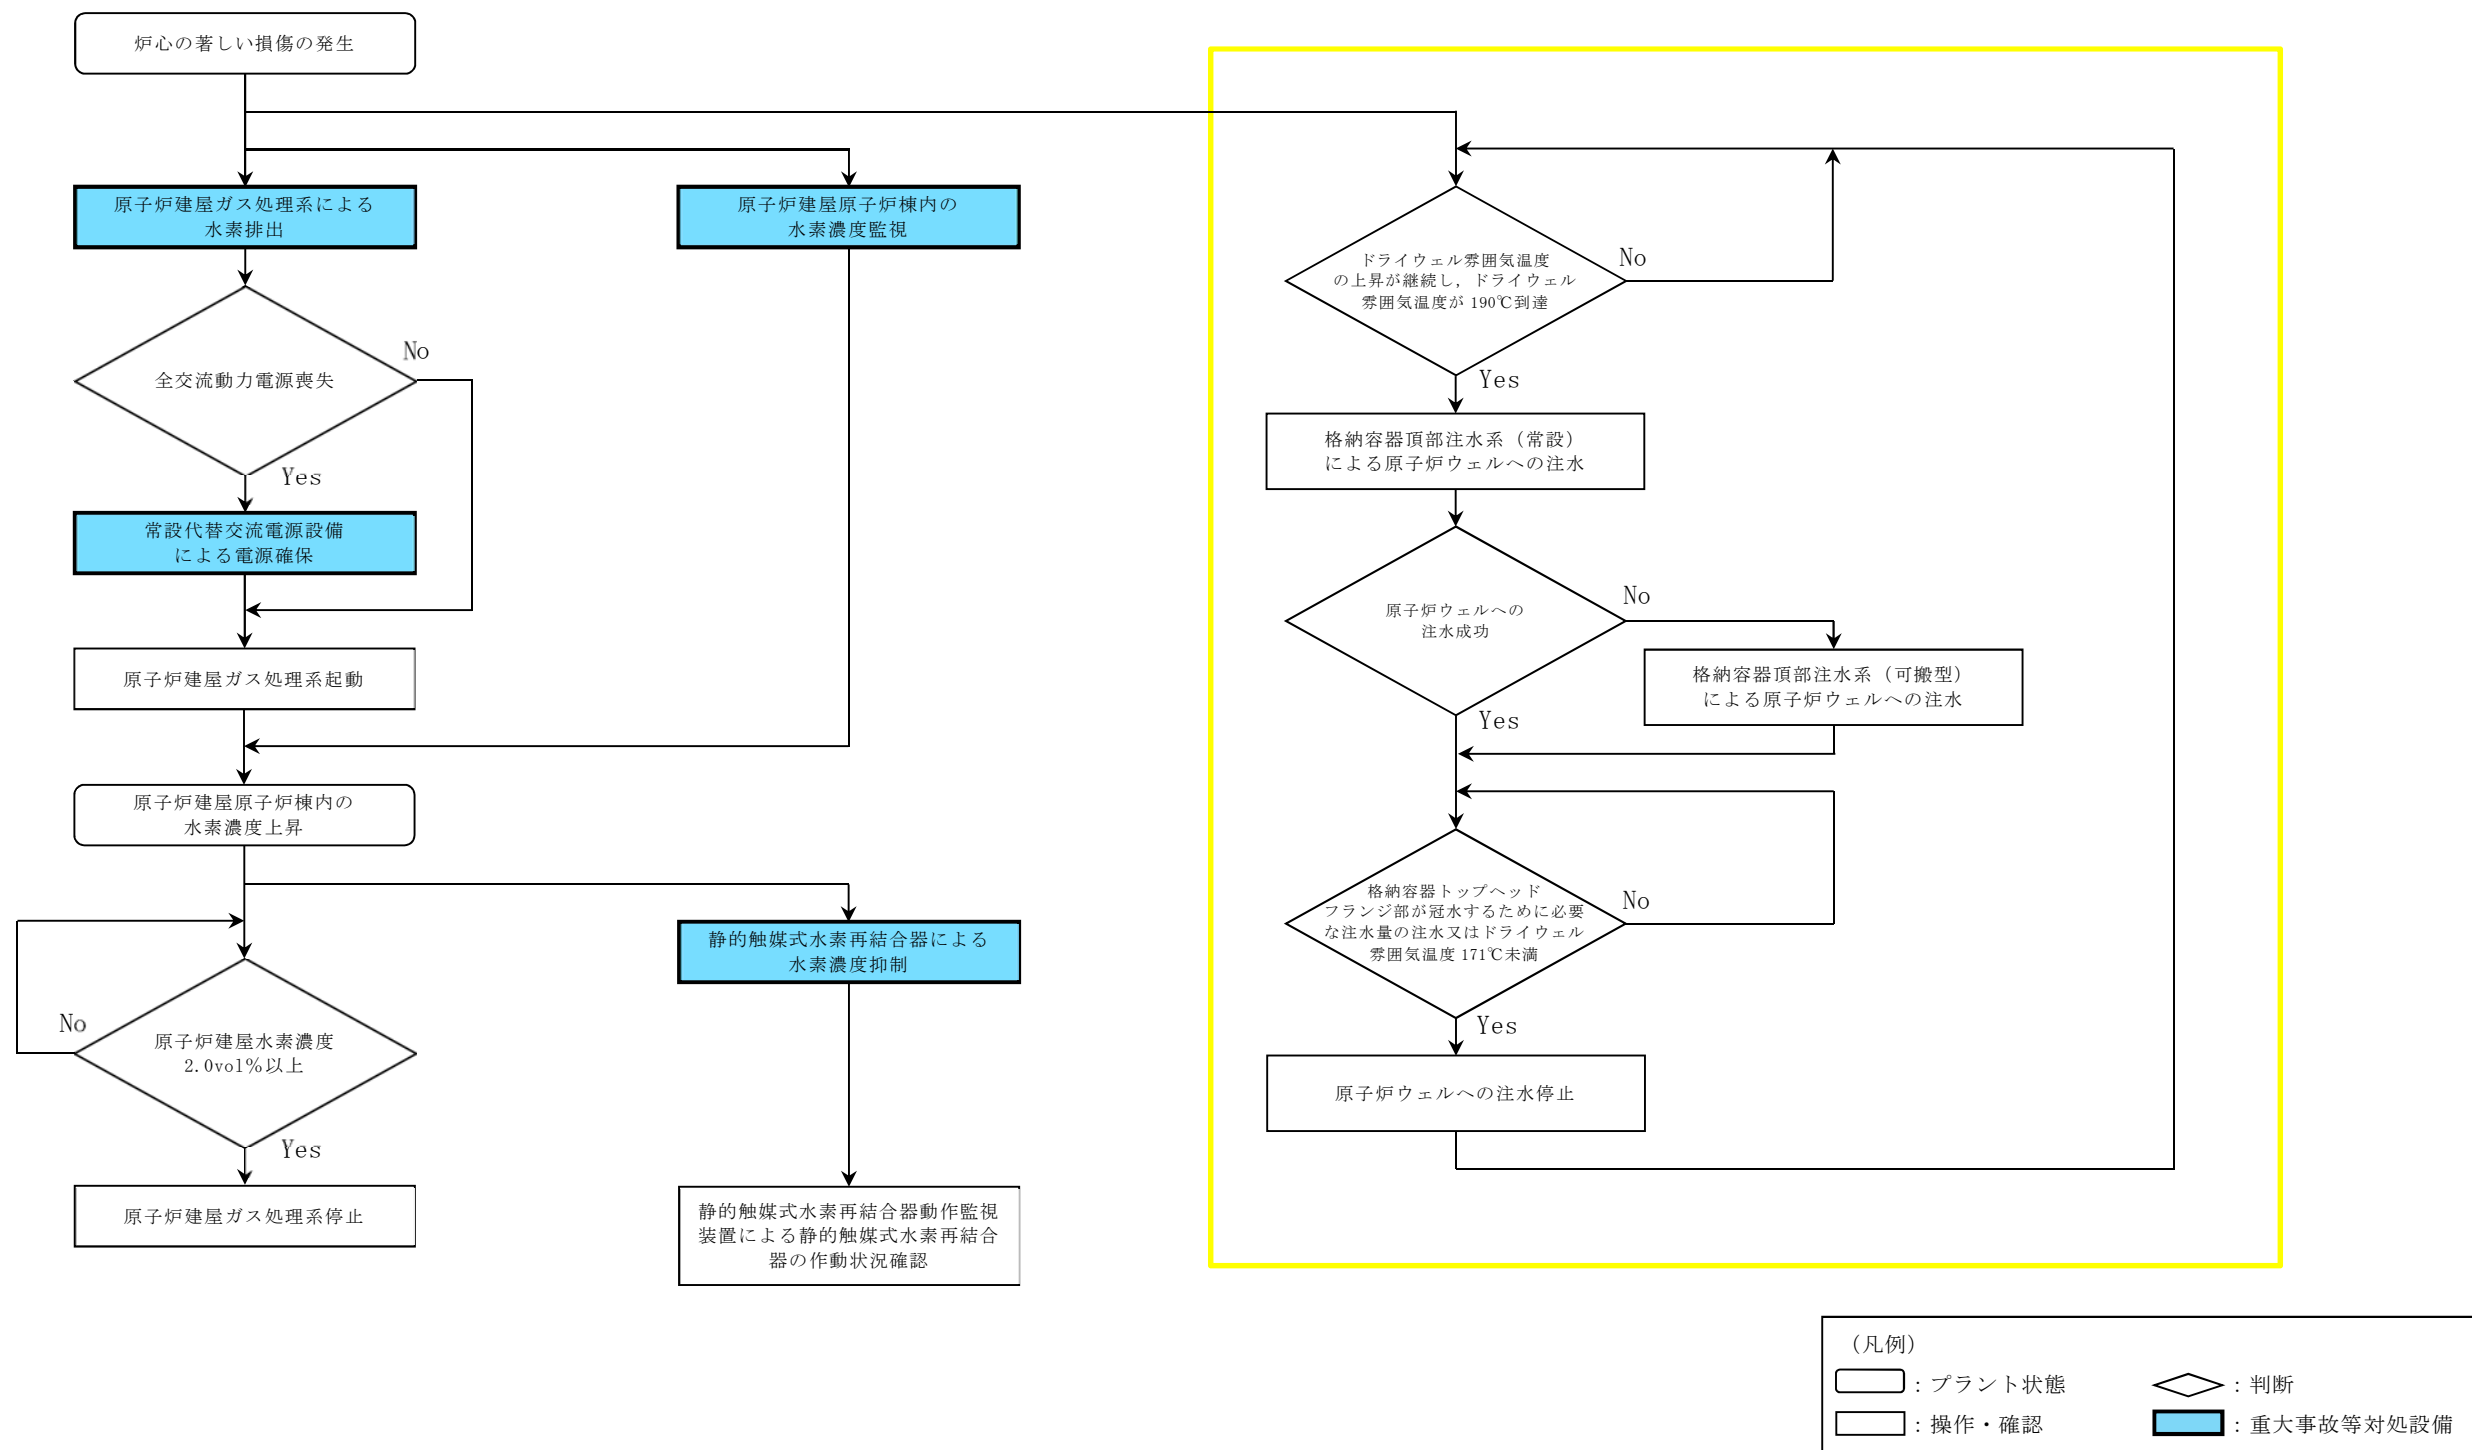 炉心の著しい損傷の発生
原子炉建屋ガス処理系による
水素排出
原子炉建屋原子炉棟内の
水素濃度監視
全交流動力電源喪失
No
Yes
常設代替交流電源設備
による電源確保
原子炉建屋ガス処理系起動
原子炉建屋原子炉棟内の
水素濃度上昇
静的触媒式水素再結合器による
水素濃度抑制
No
原子炉建屋水素濃度
2.0vol%以上
Yes
原子炉建屋ガス処理系停止
静的触媒式水素再結合器動作監視
装置による静的触媒式水素再結合
器の作動状況確認
ドライウェル雰囲気温度
の上昇が継続し，ドライウェル
雰囲気温度が 190℃到達
No
Yes
格納容器頂部注水系（常設）
による原子炉ウェルへの注水
原子炉ウェルへの
注水成功
No
Yes
格納容器頂部注水系（可搬型）
による原子炉ウェルへの注水
格納容器トップヘッド
フランジ部が冠水するために必要
な注水量の注水又はドライウェル
雰囲気温度 171℃未満
No
Yes
原子炉ウェルへの注水停止
（凡例）
：プラント状態
：判断
：操作・確認
：重大事故等対処設備